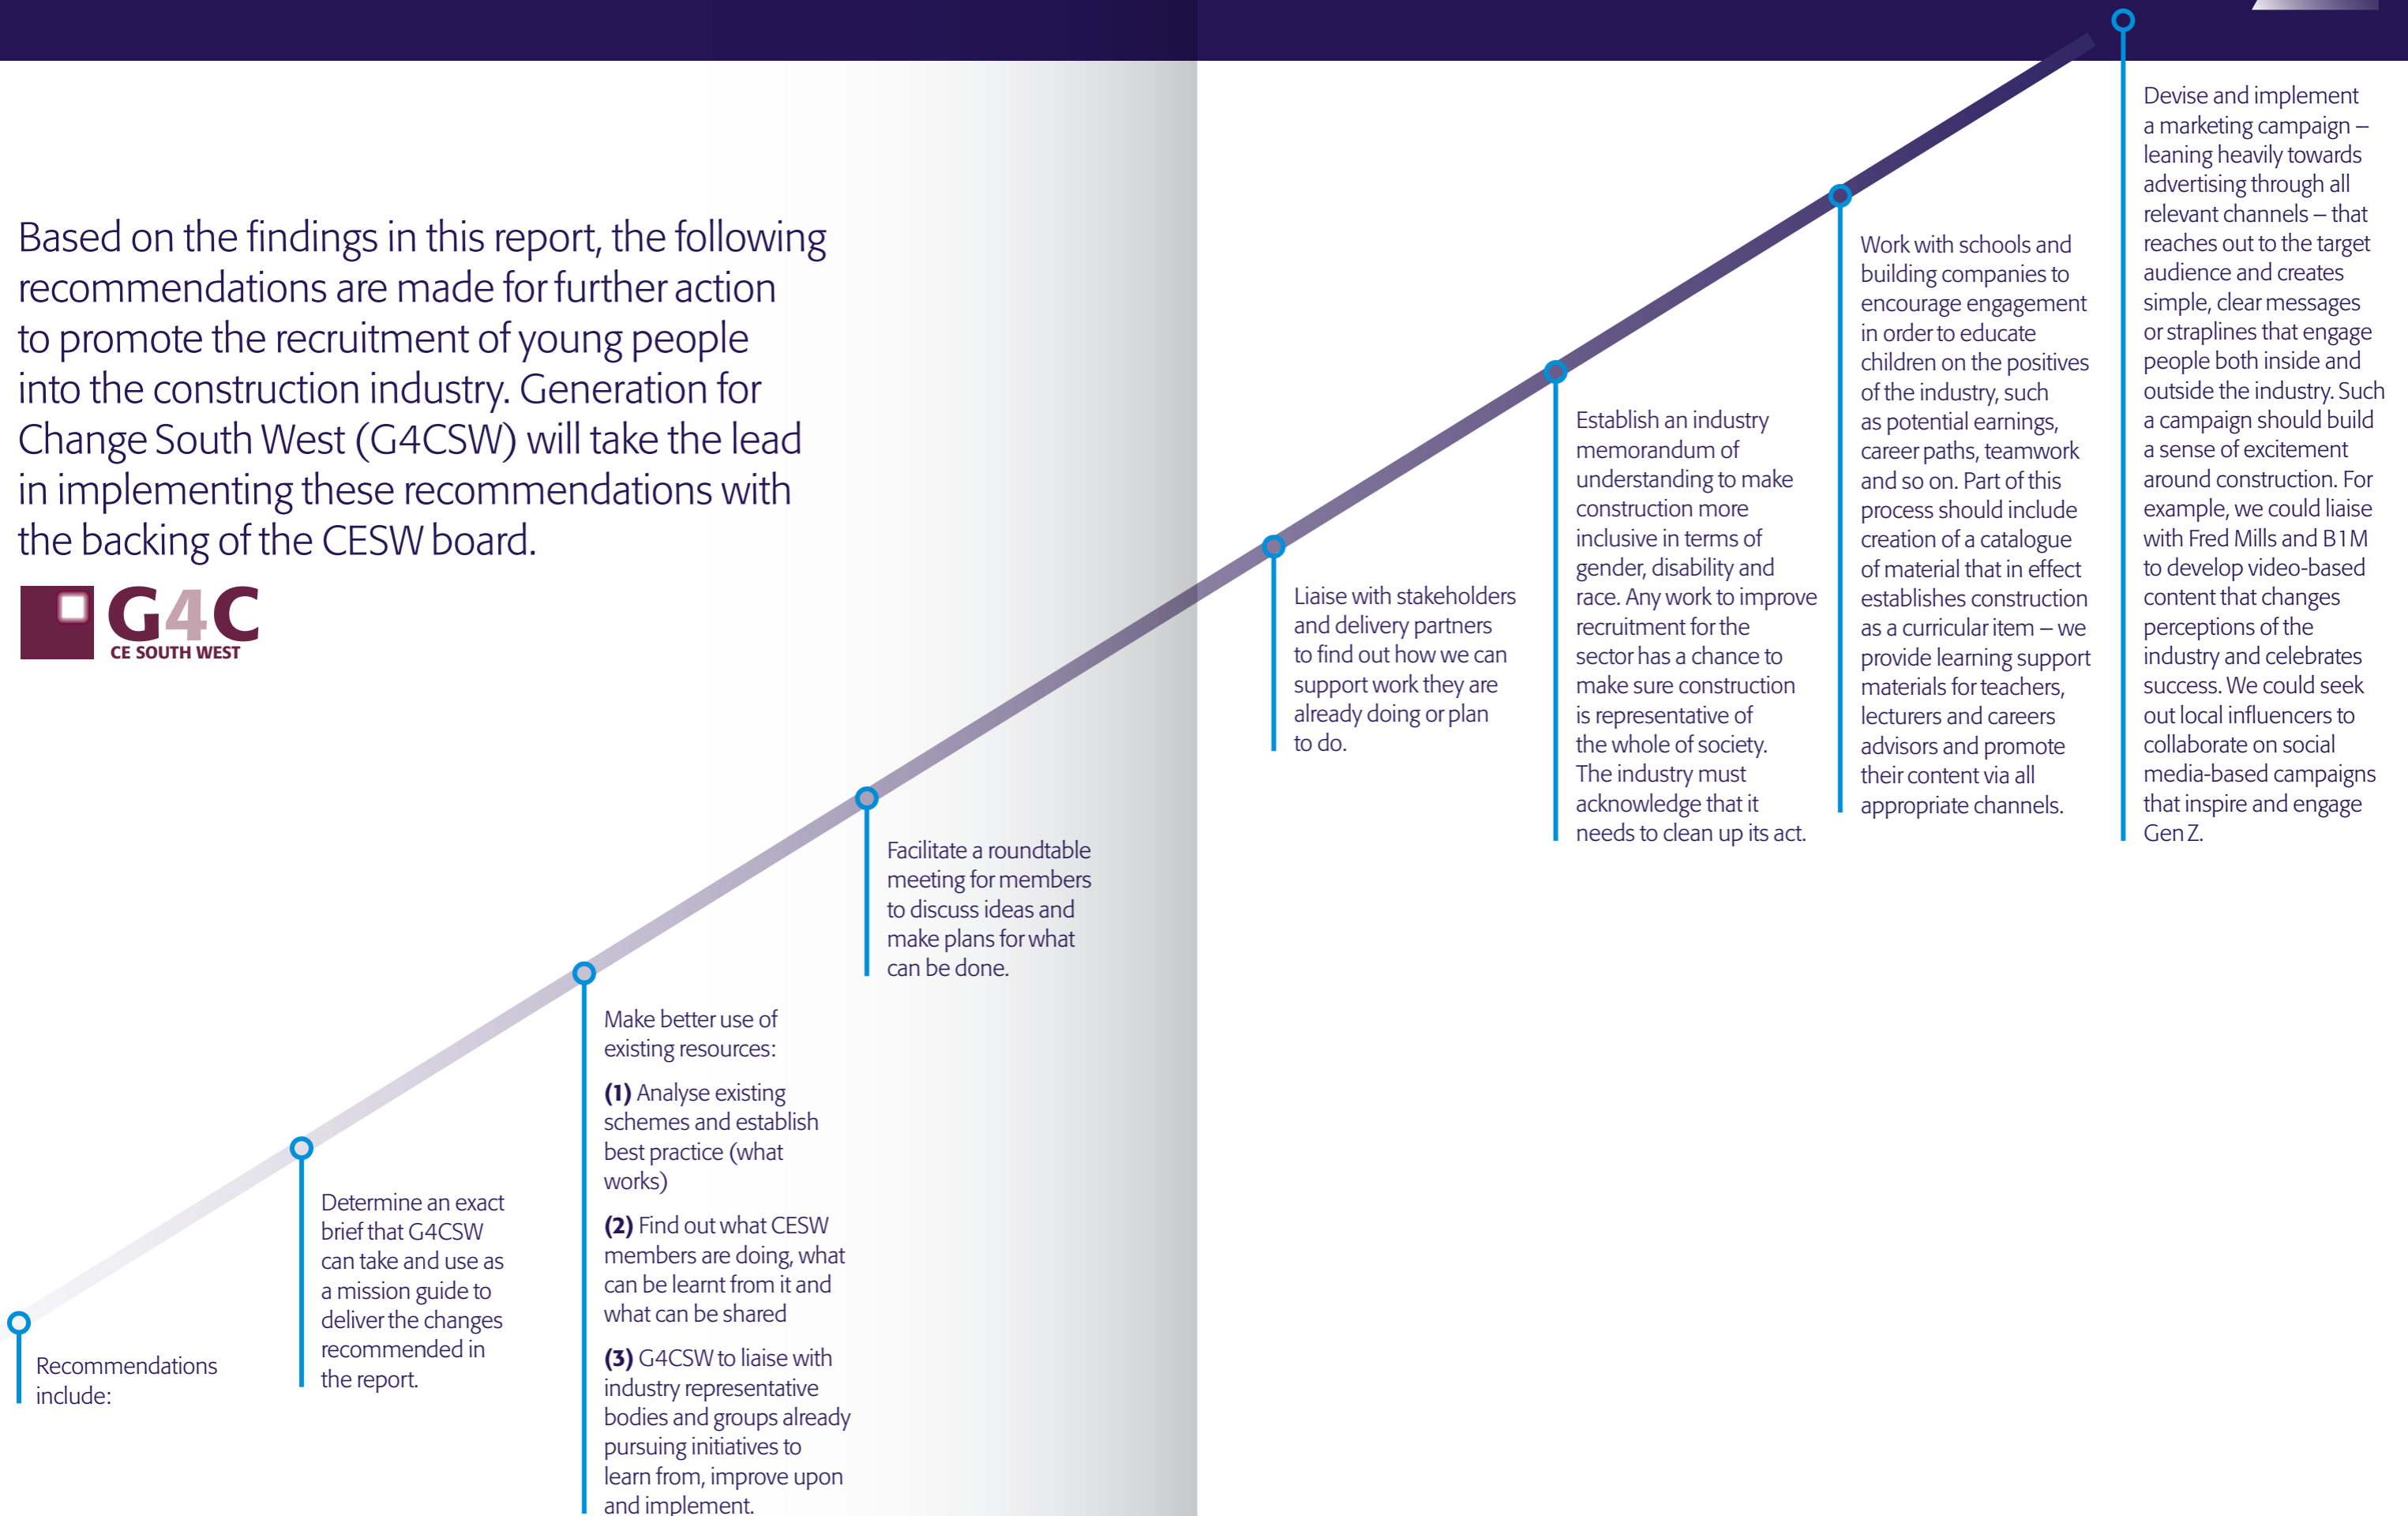 Based on the findings in this report, the following
recommendations are made for further action
to promote the recruitment of young people
into the construction industry. Generation for
Change South West (G4CSW) will take the lead
in implementing these recommendations with
the backing of the CESW board.
G4C
CE SOUTH WEST
Recommendations
include:
Determine an exact
brief that G4CSW
can take and use as
a mission guide to
deliver the changes
recommended in
the report.
Make better use of
existing resources:
(1) Analyse existing
schemes and establish
best practice (what
works)
(2) Find out what CESW
members are doing, what
can be learnt from it and
what can be shared
(3) G4CSW to liaise with
industry representative
bodies and groups already
pursuing initiatives to
learn from, improve upon
and implement.
Facilitate a roundtable
meeting for members
to discuss ideas and
make plans for what
can be done.
Liaise with stakeholders
and delivery partners
to find out how we can
support work they are
already doing or plan
to do.
Establish an industry
memorandum of
understanding to make
construction more
inclusive in terms of
gender, disability and
race. Any work to improve
recruitment for the
sector has a chance to
make sure construction
is representative of
the whole of society.
The industry must
acknowledge that it
needs to clean up its act.
Work with schools and
building companies to
encourage engagement
in order to educate
children on the positives
of the industry, such
as potential earnings,
career paths, teamwork
and so on. Part of this
process should include
creation of a catalogue
of material that in effect
establishes construction
as a curricular item – we
provide learning support
materials for teachers,
lecturers and careers
advisors and promote
their content via all
appropriate channels.
Devise and implement
a marketing campaign –
leaning heavily towards
advertising through all
relevant channels – that
reaches out to the target
audience and creates
simple, clear messages
or straplines that engage
people both inside and
outside the industry. Such
a campaign should build
a sense of excitement
around construction. For
example, we could liaise
with Fred Mills and B1M
to develop video-based
content that changes
perceptions of the
industry and celebrates
success. We could seek
out local influencers to
collaborate on social
media-based campaigns
that inspire and engage
Gen Z.